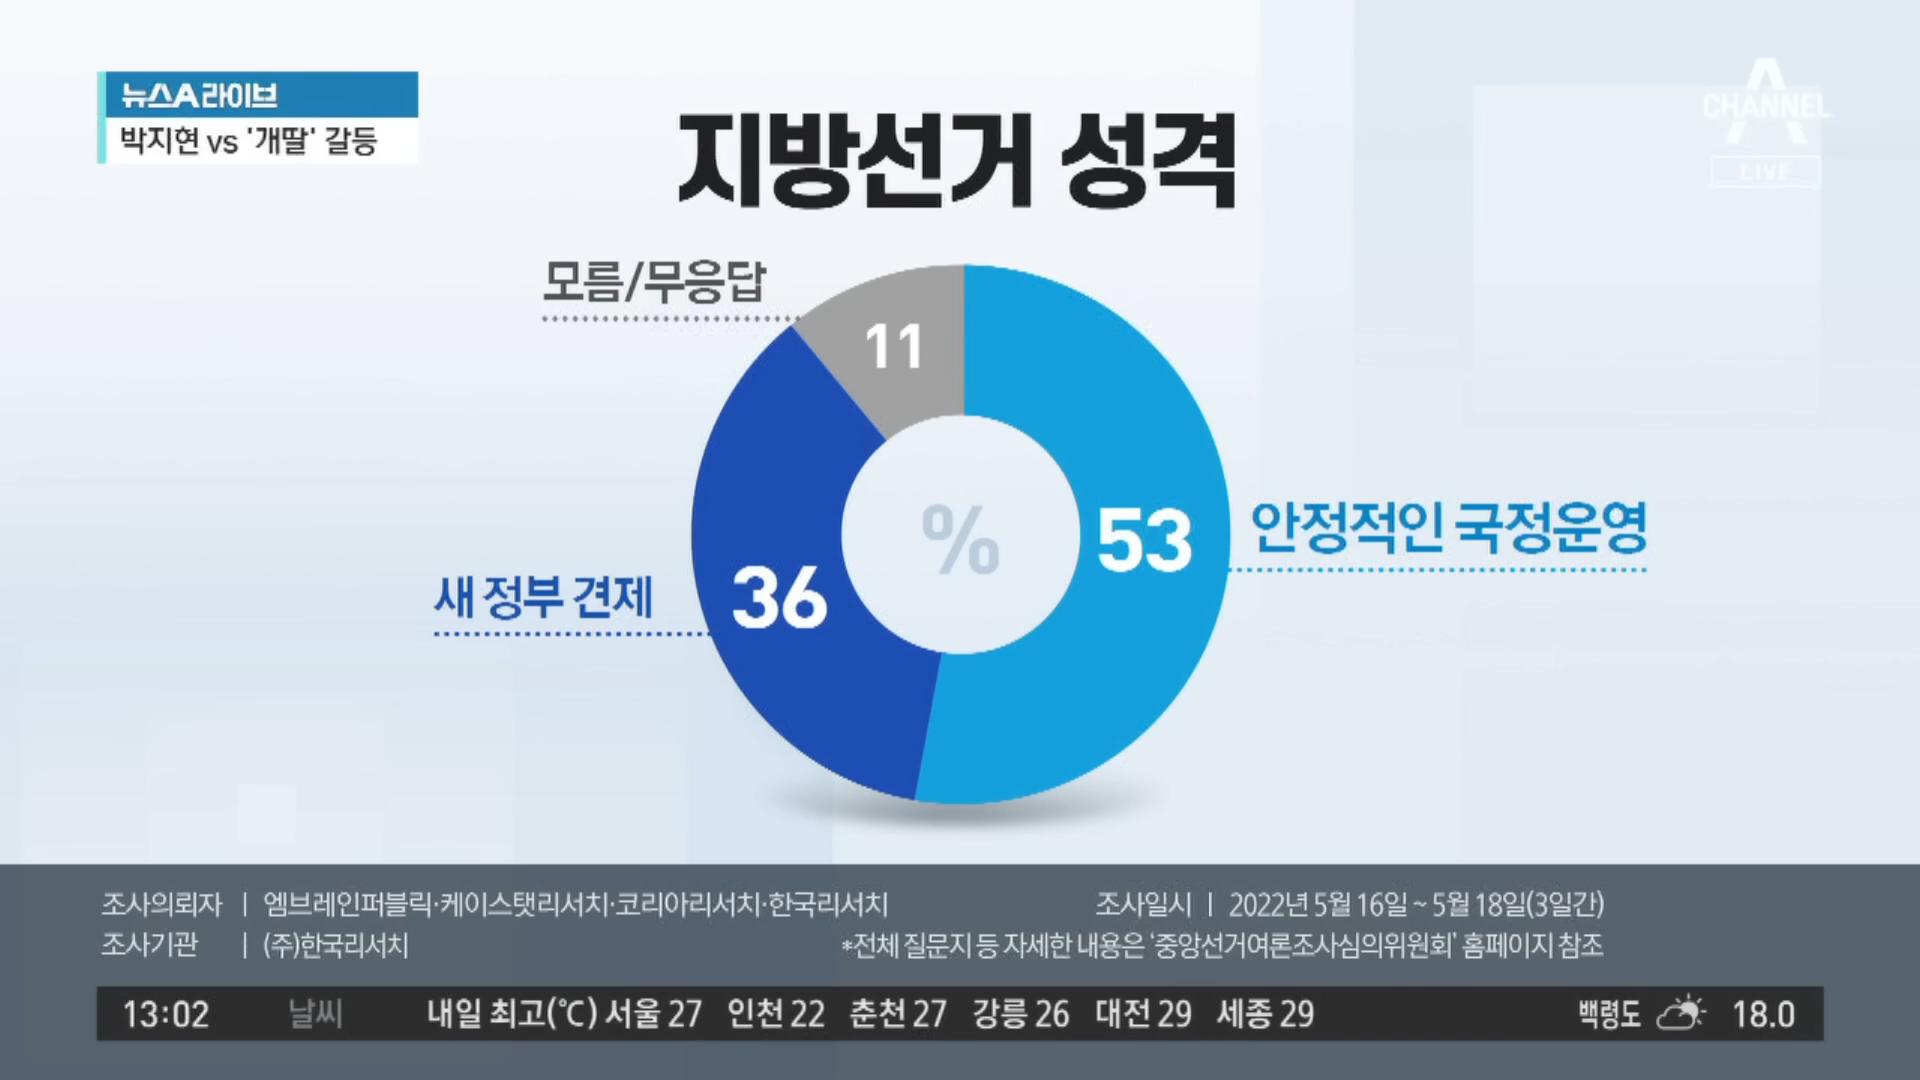 뉴스A라이브
박지현 vs '개딸' 갈등
CHANNEL A
LIVE
지방선거 성격
모름/무응답
11
%
53
안정적인 국정운영
새 정부 견제
36
조사의뢰자 | 엠브레인퍼블릭·케이스탯리서치·코리아리서치·한국리서치
조사일시 | 2022년 5월 16일 ~ 5월 18일(3일간)
조사기관 | (주)한국리서치
*전체 질문지 등 자세한 내용은 '중앙선거여론조사심의위원회' 홈페이지 참조
13:02 날씨 내일 최고(℃) 서울 27 인천 22 춘천 27 강릉 26 대전 29 세종 29 백령도 18.0